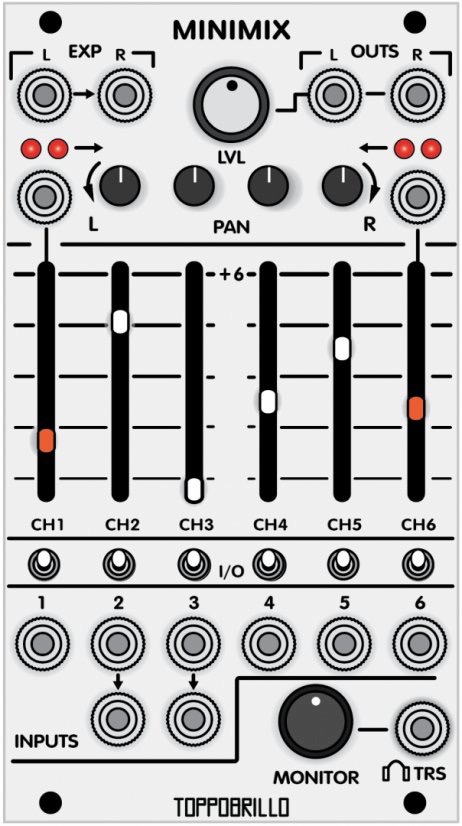 MINIMIX
L EXP R
L OUTS R
LVL
L PAN R
+6
CH1 CH2 CH3 CH4 CH5 CH6
I/O
1 2 3 4 5 6
INPUTS
MONITOR TRS
TOPPOBRILLO